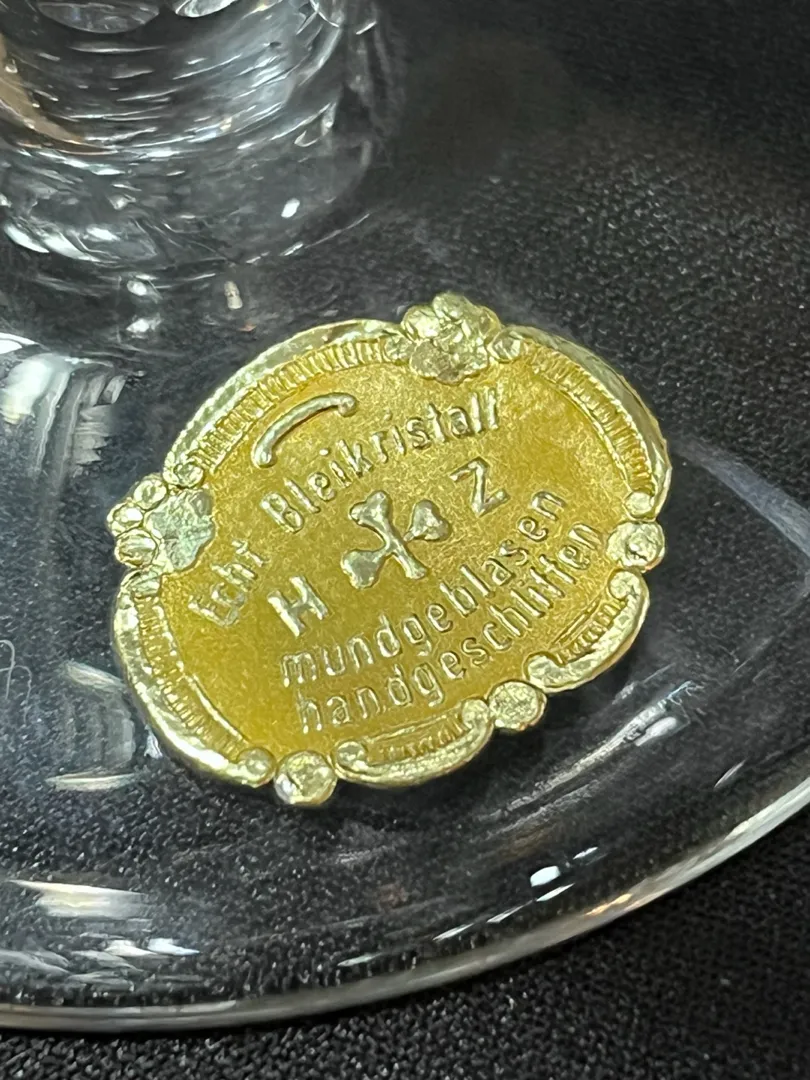 Echt Bleikristall
H Z
mundgeblasen
handgeschliffen